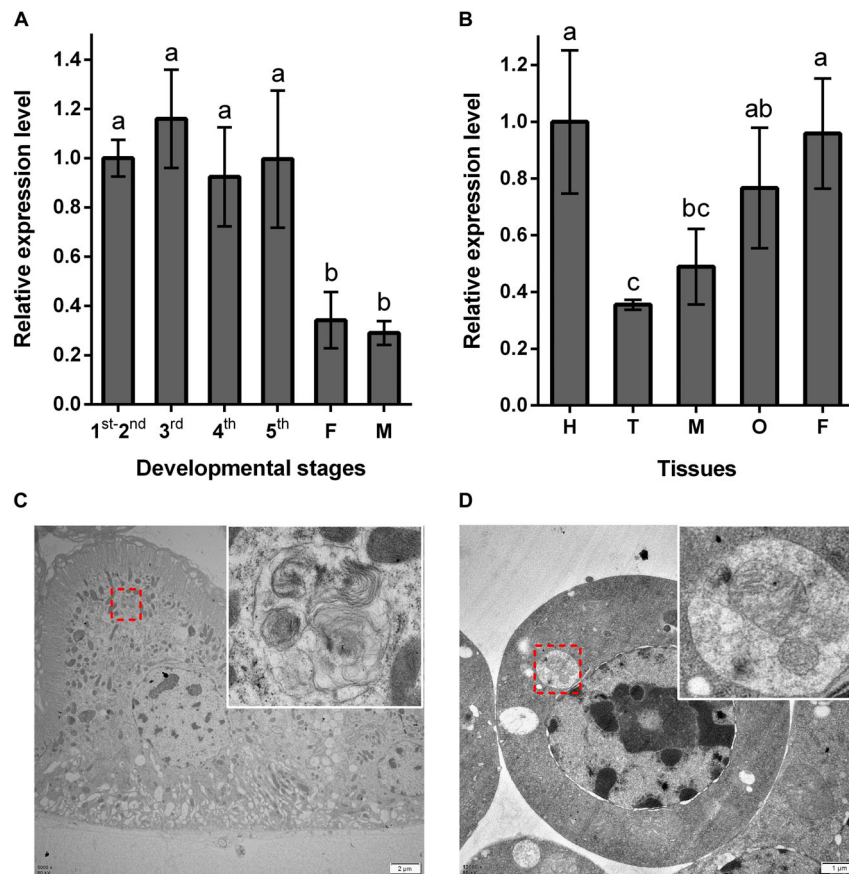 A
Relative expression level
1.4
1.2
1.0
0.8
0.6
0.4
0.2
0.0
a
a
a
a
b
b
1st-2nd 3rd 4th 5th F M
Developmental stages
B
Relative expression level
1.2
1.0
0.8
0.6
0.4
0.2
0.0
a
c
bc
ab
a
H T M O F
Tissues
C
2 µm
D
1 µm